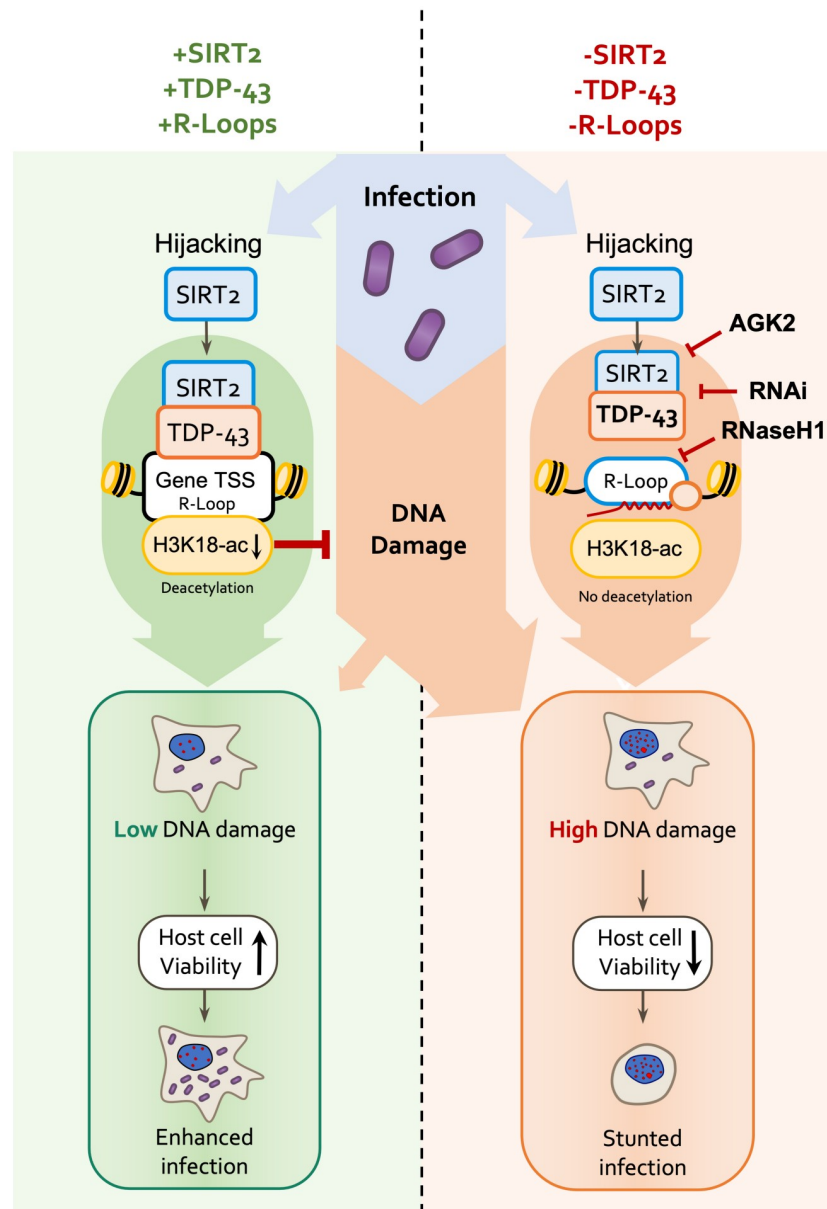 +SIRT2
+TDP-43
+R-Loops
-SIRT2
-TDP-43
-R-Loops
Infection
Hijacking
SIRT2
SIRT2
TDP-43
Gene TSS
R-Loop
H3K18-ac↓
Deacetylation
DNA
Damage
Hijacking
SIRT2
SIRT2
TDP-43
R-Loop
H3K18-ac
No deacetylation
AGK2
RNAi
RNaseH1
Low DNA damage
Host cell
Viability
Enhanced
infection
High DNA damage
Host cell
Viability
Stunted
infection